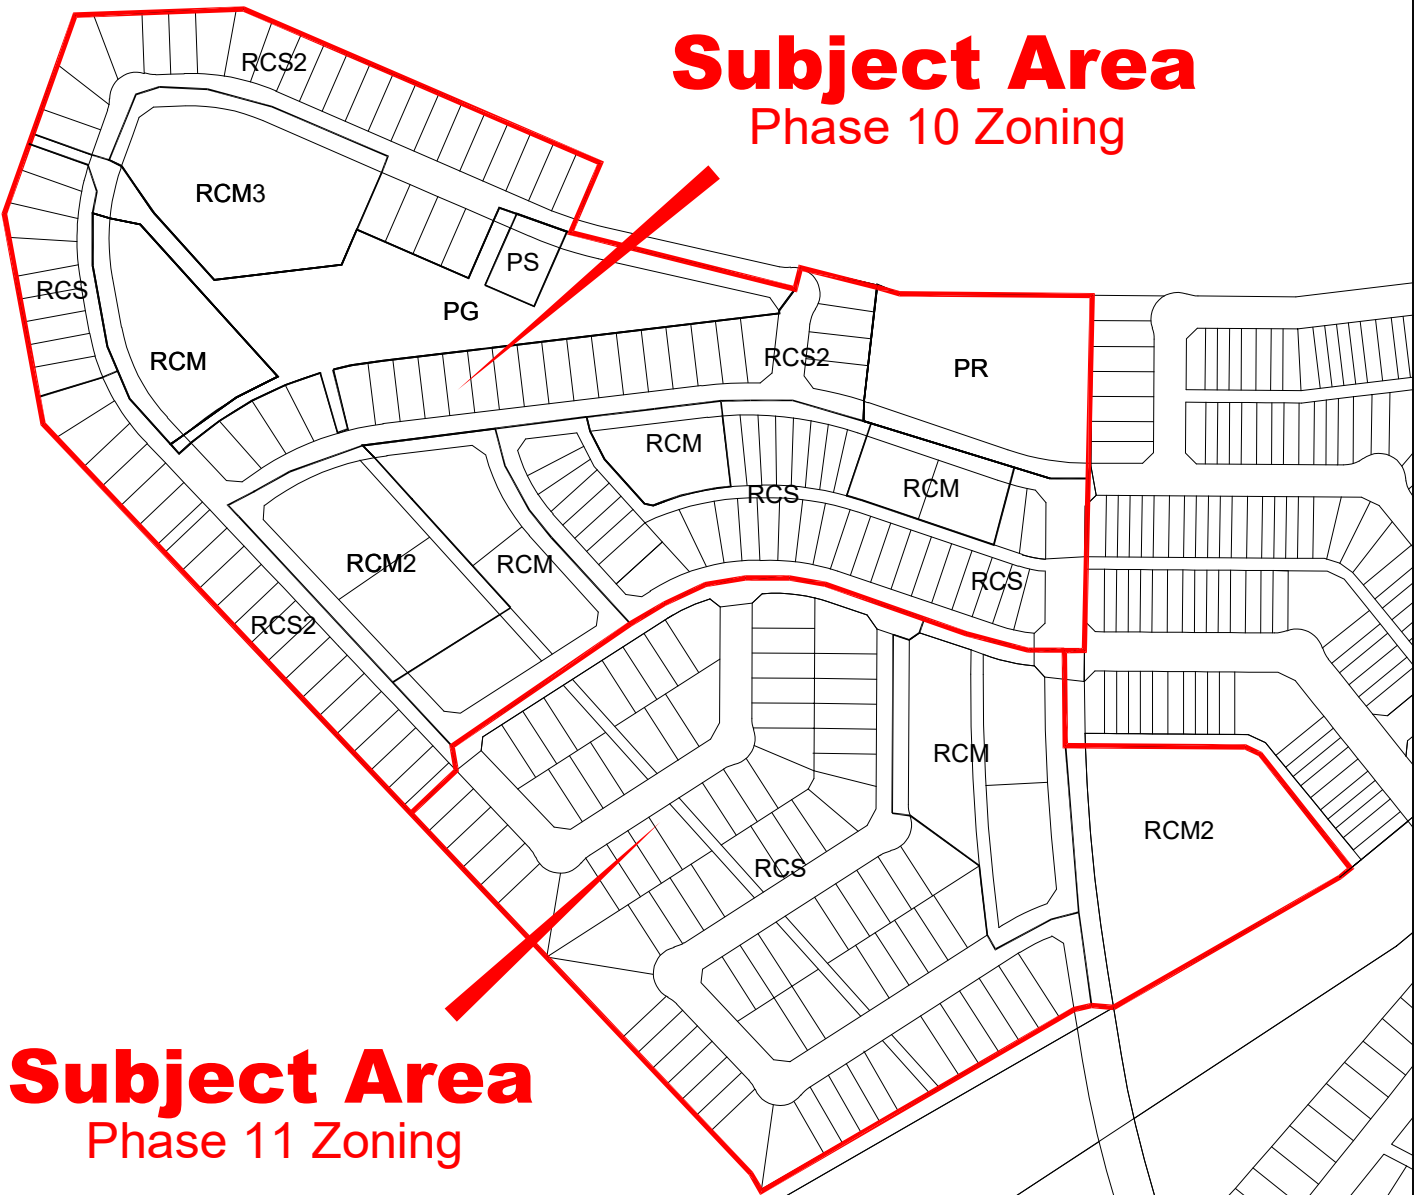 Subject Area
Phase 10 Zoning
RCS2
RCM3
PS
RCS
PG
RCM
RCS2
PR
RCM
RCM
RCS
RCM2
RCM
RCS
RCS2
RCM
RCM2
RCS
Subject Area
Phase 11 Zoning